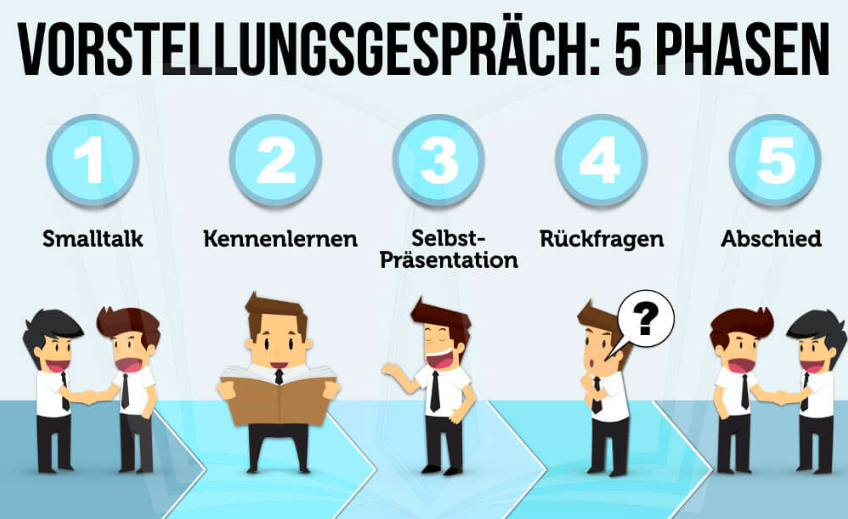 VORSTELLUNGSGESPRÄCH: 5 PHASEN
1
2
3
4
5
Smalltalk
Kennenlernen
Selbst-
Präsentation
Rückfragen
Abschied
?